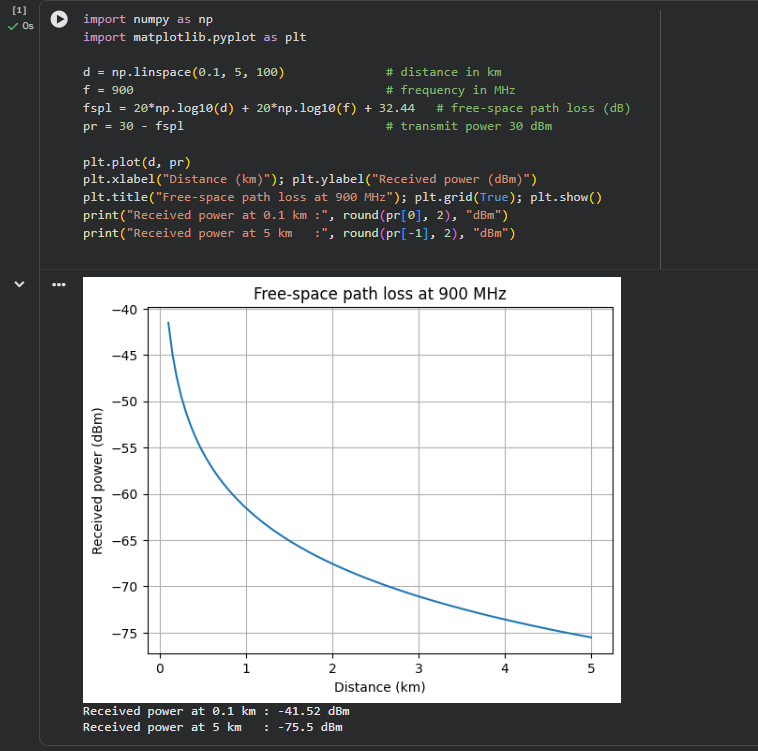 [1]
0s
import numpy as np
import matplotlib.pyplot as plt
d = np.linspace(0.1, 5, 100)              # distance in km
f = 900                                   # frequency in MHz
fspl = 20*np.log10(d) + 20*np.log10(f) + 32.44   # free-space path loss (dB)
pr = 30 - fspl                            # transmit power 30 dBm
plt.plot(d, pr)
plt.xlabel("Distance (km)"); plt.ylabel("Received power (dBm)")
plt.title("Free-space path loss at 900 MHz"); plt.grid(True); plt.show()
print("Received power at 0.1 km :", round(pr[0], 2), "dBm")
print("Received power at 5 km   :", round(pr[-1], 2), "dBm")
Free-space path loss at 900 MHz
−40
−45
−50
−55
−60
−65
−70
−75
Received power (dBm)
0 1 2 3 4 5
Distance (km)
Received power at 0.1 km : -41.52 dBm
Received power at 5 km   : -75.5 dBm